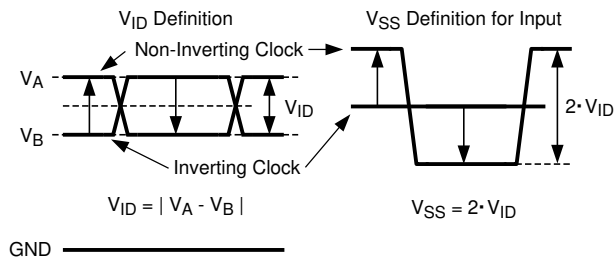 V_ID Definition
V_SS Definition for Input
Non-Inverting Clock
V_A
V_B
V_ID
2·V_ID
Inverting Clock
V_ID = | V_A - V_B |
V_SS = 2·V_ID
GND